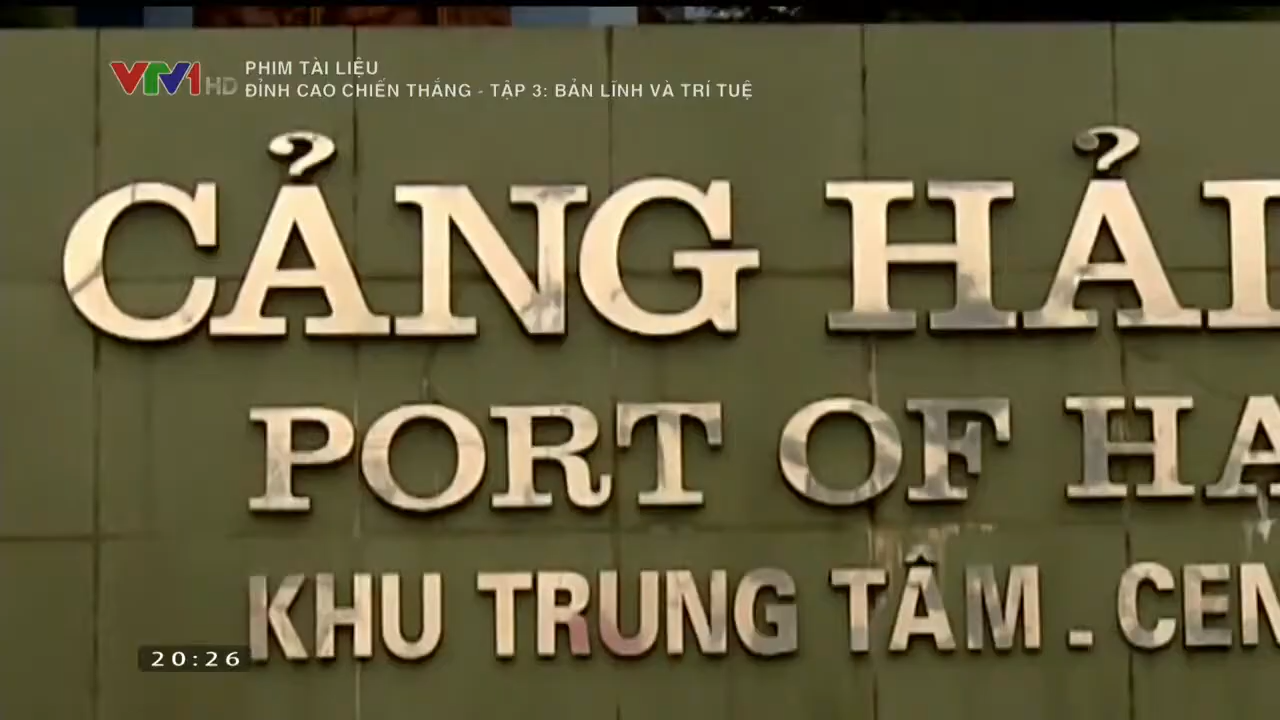 VTV1 HD
PHIM TÀI LIỆU
ĐỈNH CAO CHIẾN THẮNG - TẬP 3: BẢN LĨNH VÀ TRÍ TUỆ
CẢNG HẢI
PORT OF HA
KHU TRUNG TÂM - CEN
20:26